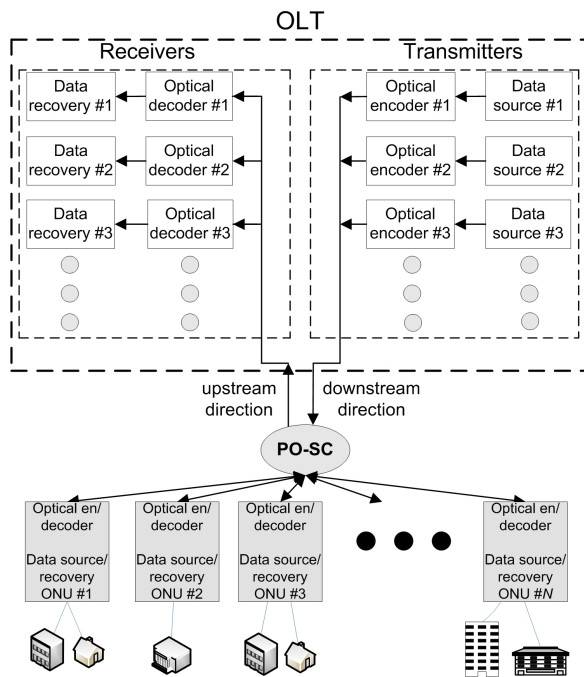 OLT
Receivers
Transmitters
Data
recovery #1
Optical
decoder #1
Optical
encoder #1
Data
source #1
Data
recovery #2
Optical
decoder #2
Optical
encoder #2
Data
source #2
Data
recovery #3
Optical
decoder #3
Optical
encoder #3
Data
source #3
upstream
direction
downstream
direction
PO-SC
Optical en/
decoder
Data source/
recovery
ONU #1
Optical en/
decoder
Data source/
recovery
ONU #2
Optical en/
decoder
Data source/
recovery
ONU #3
Optical en/
decoder
Data source/
recovery
ONU #N